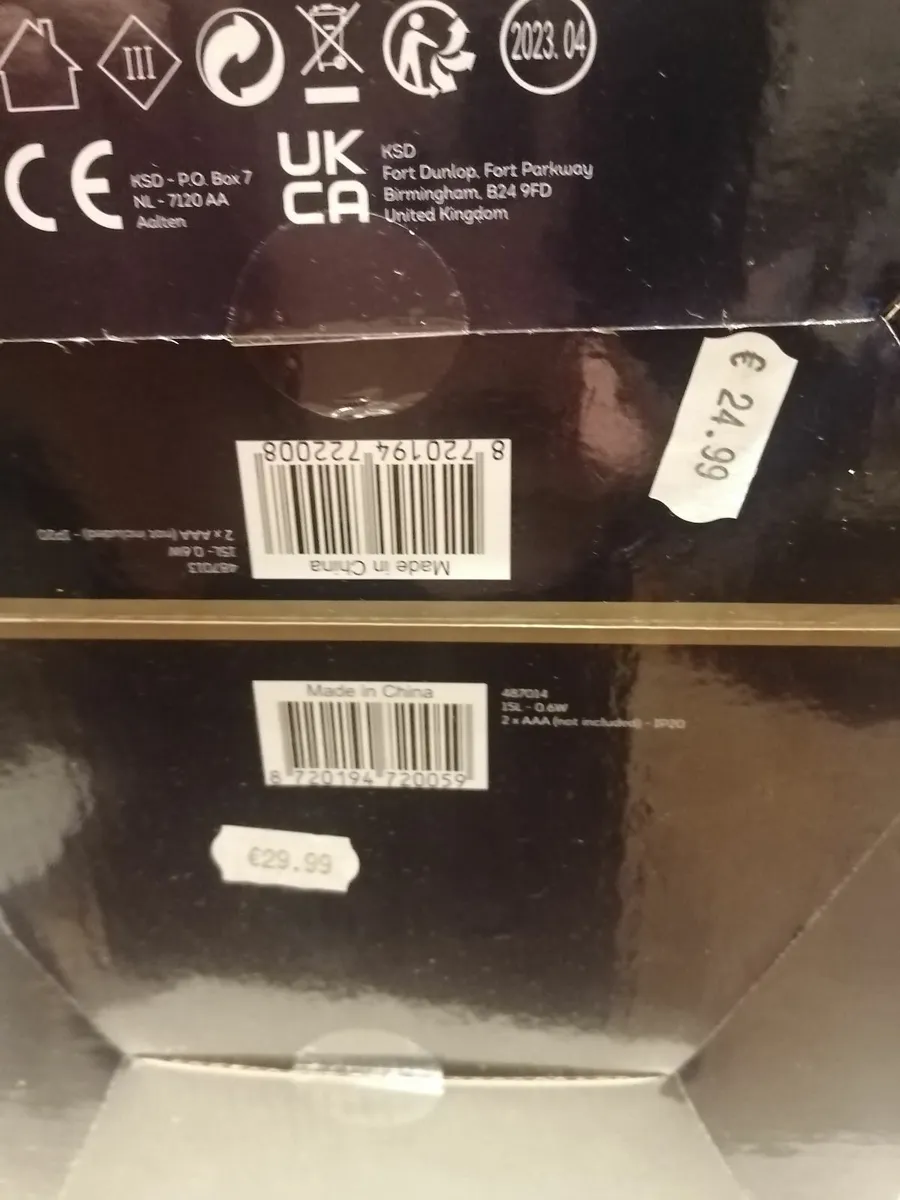 III
2023. 04
CE
KSD - P.O. Box 7
NL - 7120 AA
Aalten
UK
CA
KSD
Fort Dunlop, Fort Parkway
Birmingham, B24 9FD
United Kingdom
€ 24.99
487013
15L - 0.6W
2 x AAA (not included) - IP20
Made in China
8 720194 722008
Made in China
8 720194 720059
487014
15L - 0.6W
2 x AAA (not included) - IP20
€29.99